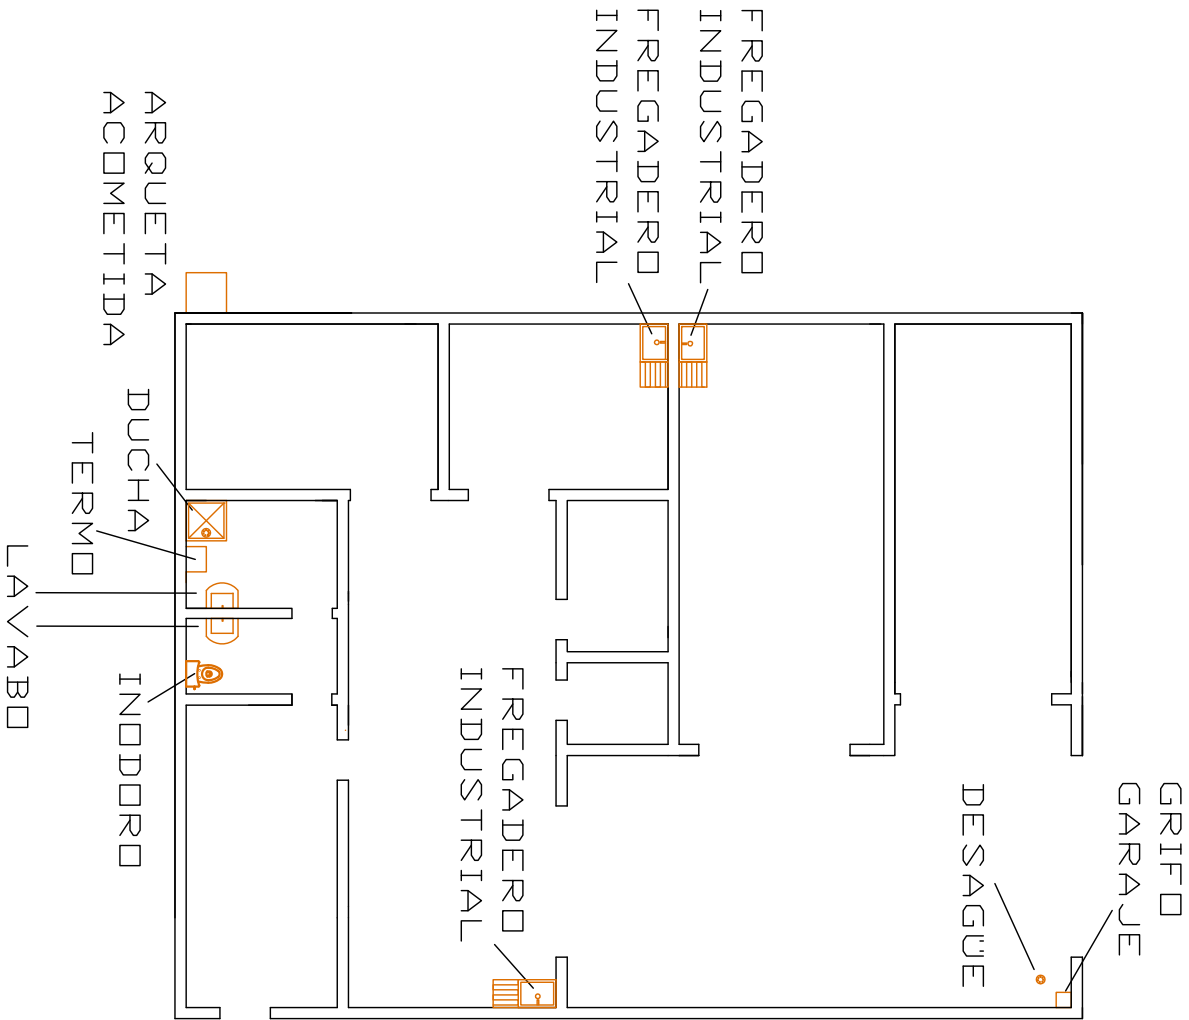 GRIFO
GARAJE
DESAGÜE
FREGADERO
INDUSTRIAL
FREGADERO
INDUSTRIAL
FREGADERO
INDUSTRIAL
ARQUETA
ACOMETIDA
DUCHA
TERMO
INODORO
LAVABO